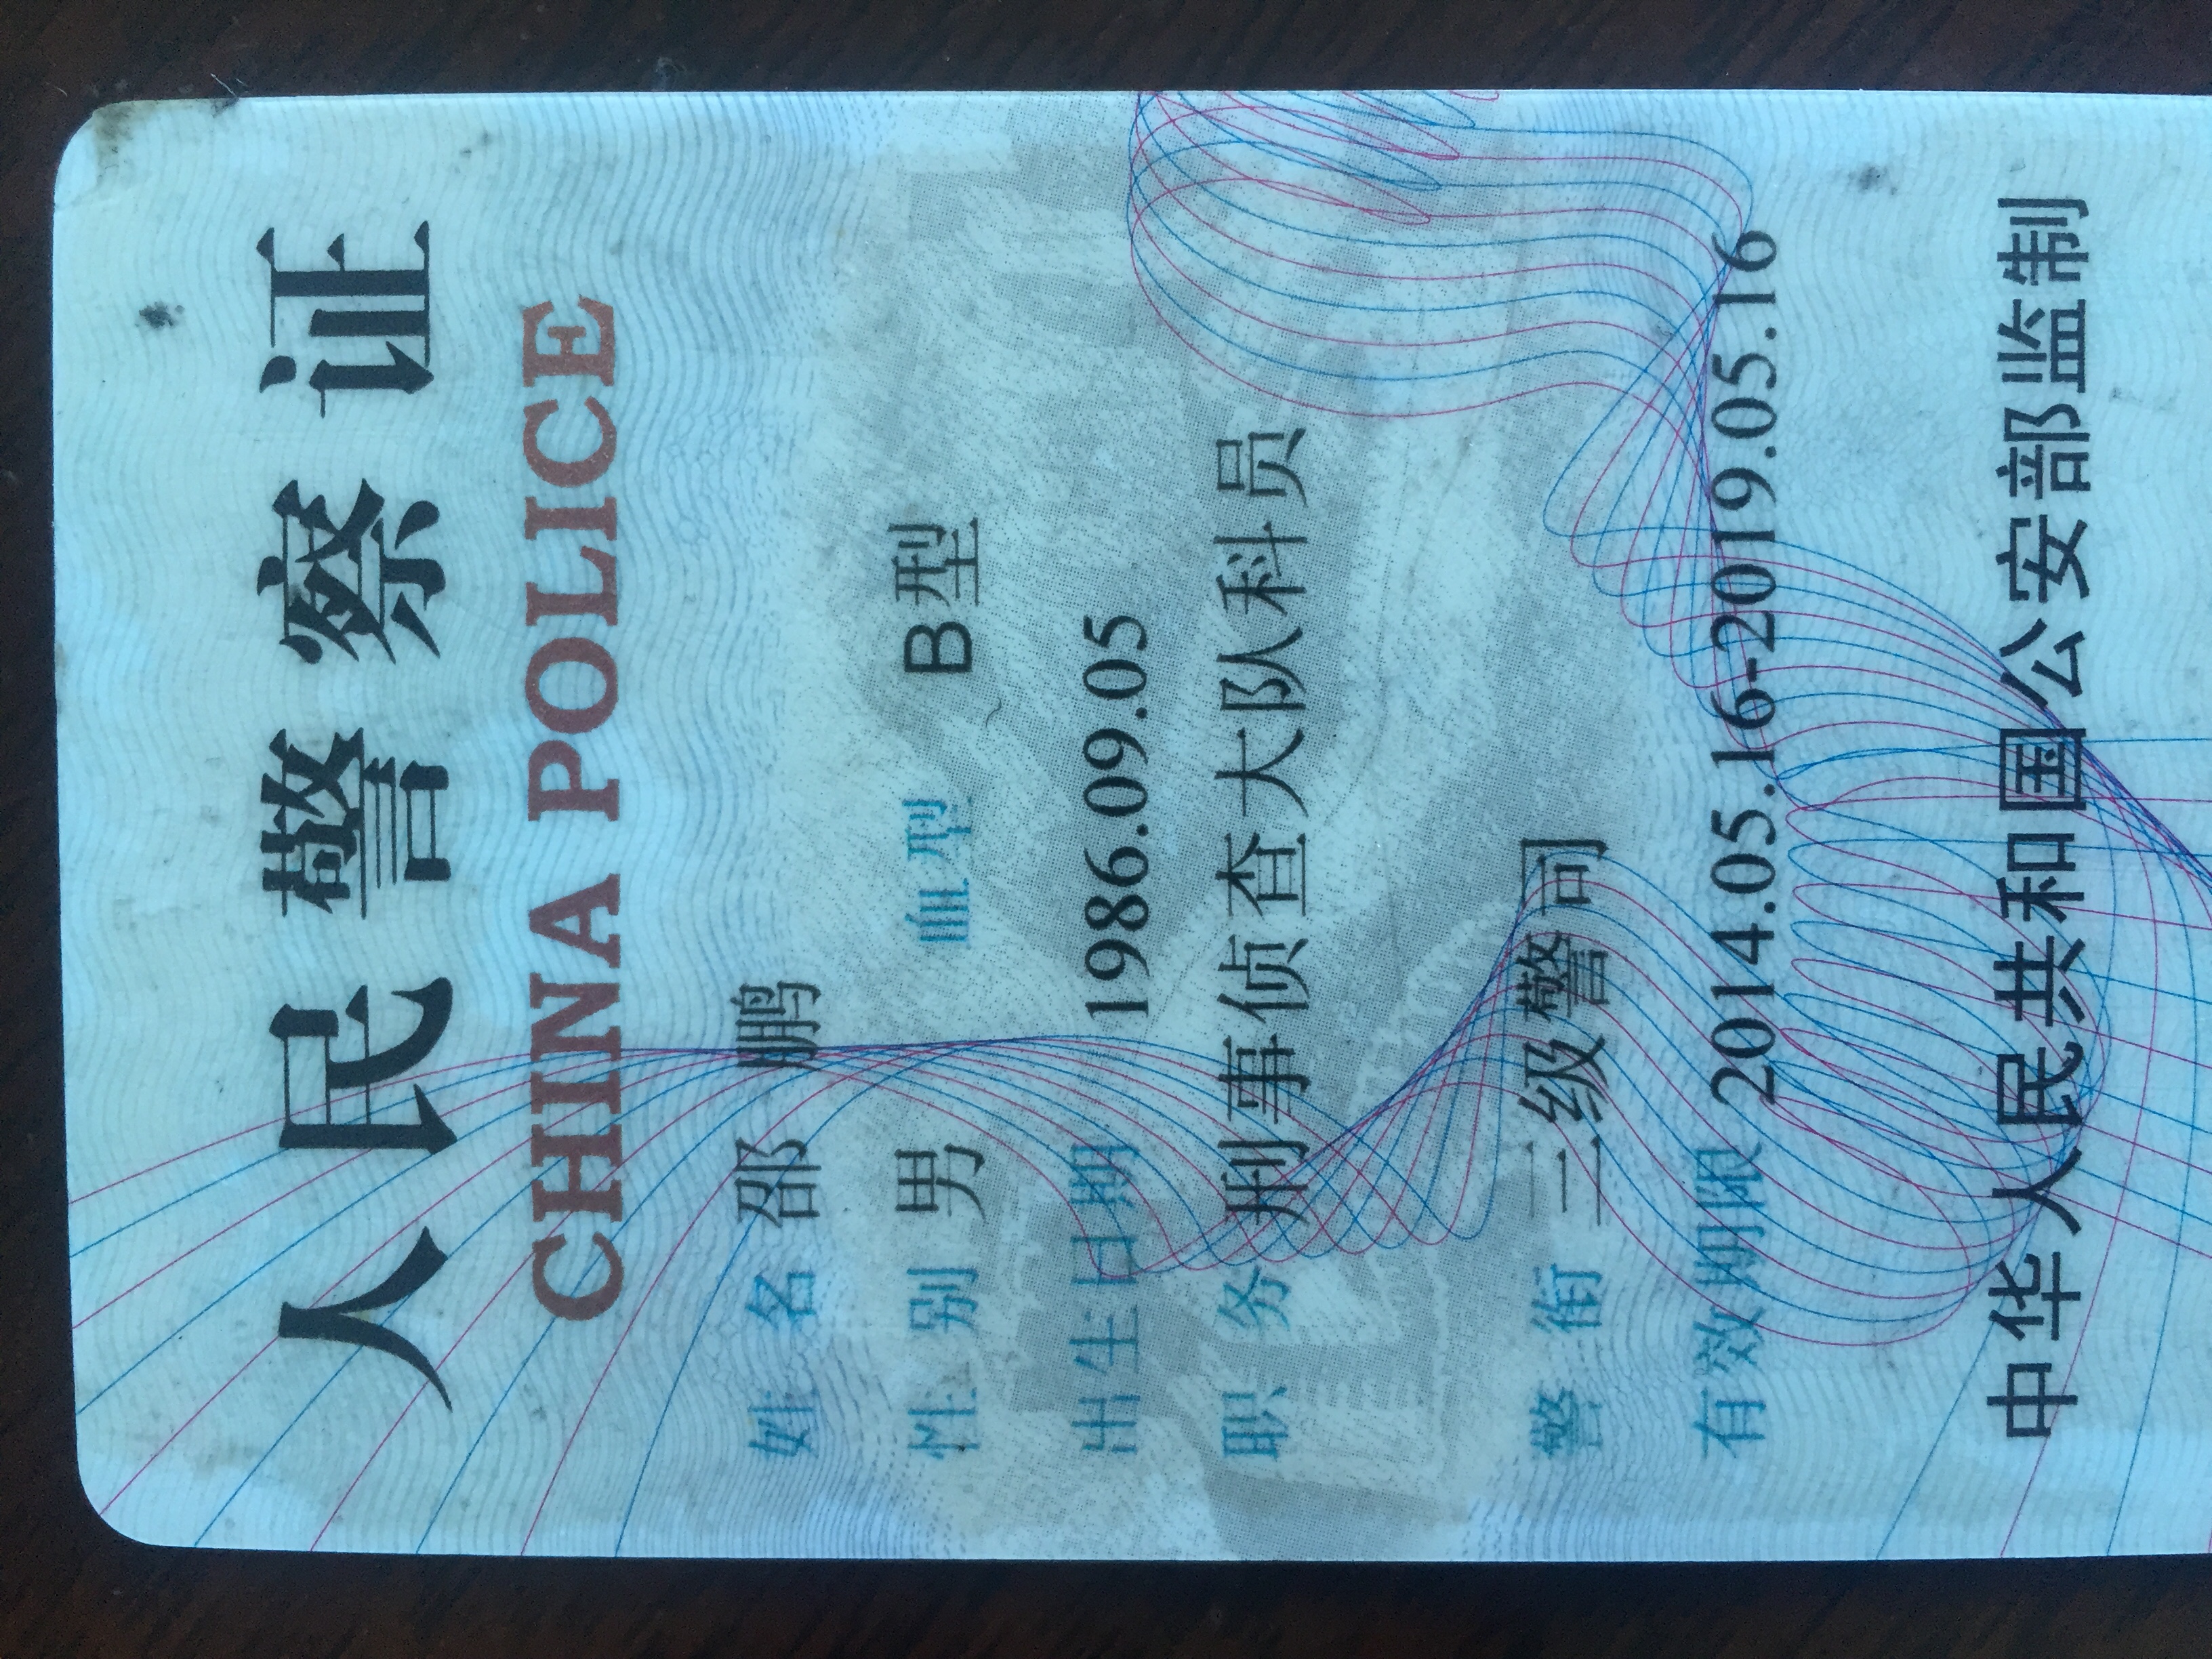 人民警察证
CHINA POLICE
姓名 邵鹏
性别 男 血型 B型
出生日期 1986.09.05
职务 刑事侦查大队科员
警衔 二级警司
有效期限 2014.05.16-2019.05.16
中华人民共和国公安部监制